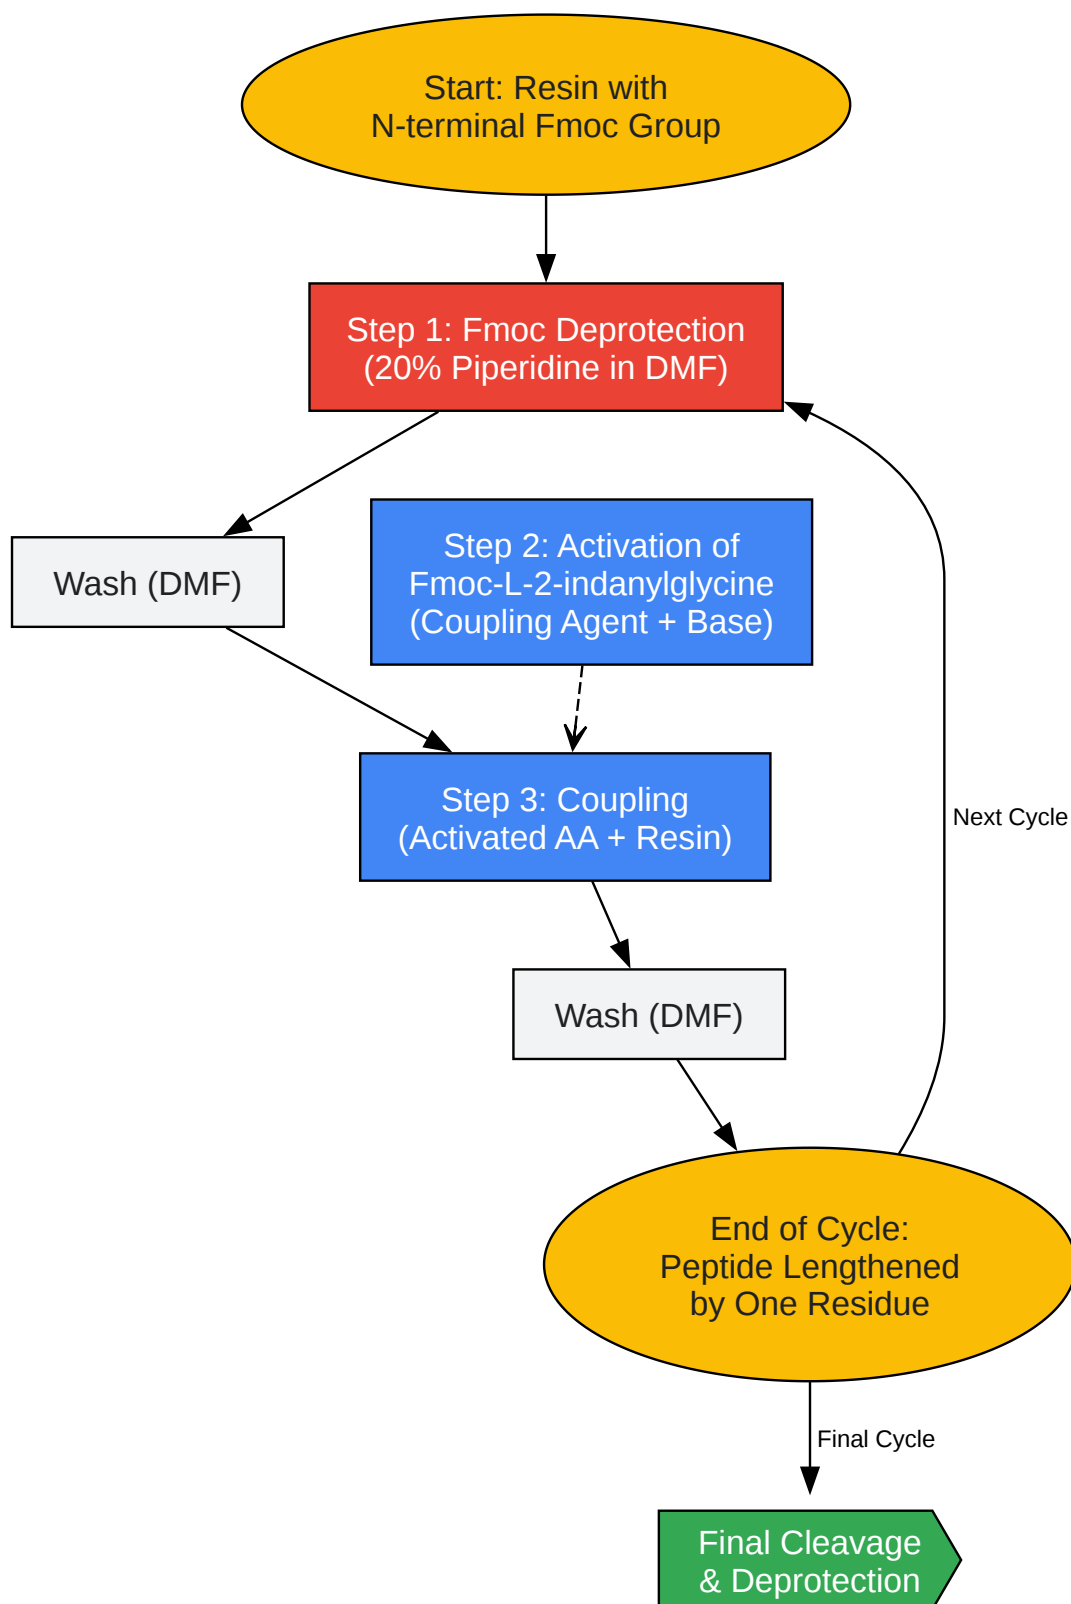 Start: Resin with
N-terminal Fmoc Group
Step 1: Fmoc Deprotection
(20% Piperidine in DMF)
Wash (DMF)
Step 2: Activation of
Fmoc-L-2-indanylglycine
(Coupling Agent + Base)
Step 3: Coupling
(Activated AA + Resin)
Next Cycle
Wash (DMF)
End of Cycle:
Peptide Lengthened
by One Residue
Final Cycle
Final Cleavage
& Deprotection